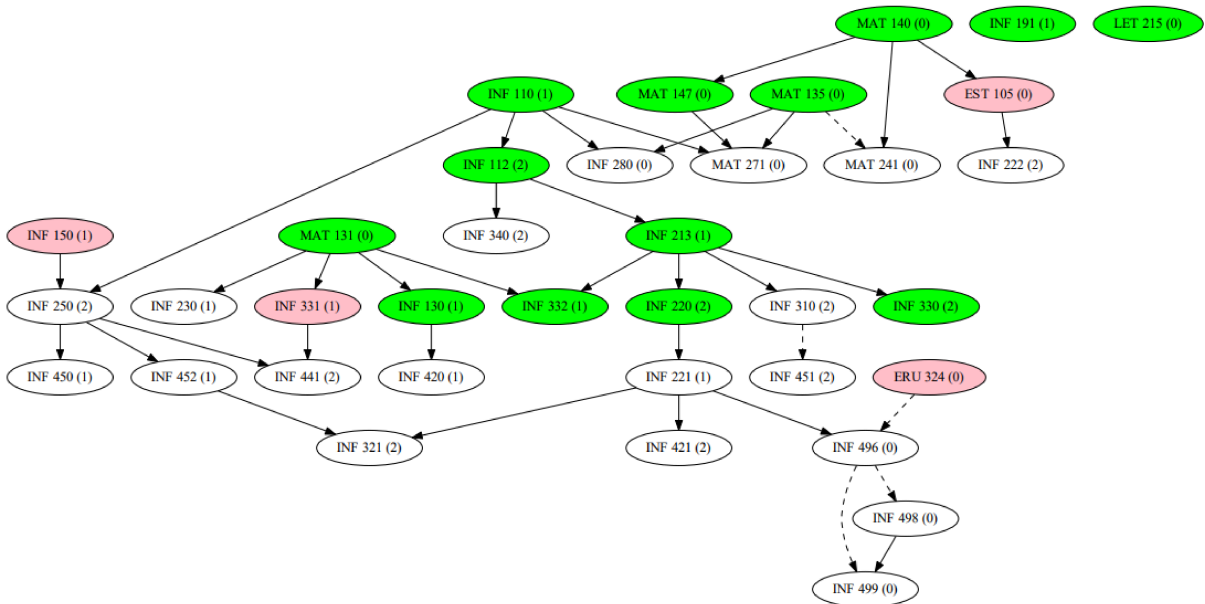 MAT 140 (0)
INF 191 (1)
LET 215 (0)
INF 110 (1)
MAT 147 (0)
MAT 135 (0)
EST 105 (0)
INF 112 (2)
INF 280 (0)
MAT 271 (0)
MAT 241 (0)
INF 222 (2)
INF 150 (1)
MAT 131 (0)
INF 340 (2)
INF 213 (1)
INF 250 (2)
INF 230 (1)
INF 331 (1)
INF 130 (1)
INF 332 (1)
INF 220 (2)
INF 310 (2)
INF 330 (2)
INF 450 (1)
INF 452 (1)
INF 441 (2)
INF 420 (1)
INF 221 (1)
INF 451 (2)
ERU 324 (0)
INF 321 (2)
INF 421 (2)
INF 496 (0)
INF 498 (0)
INF 499 (0)